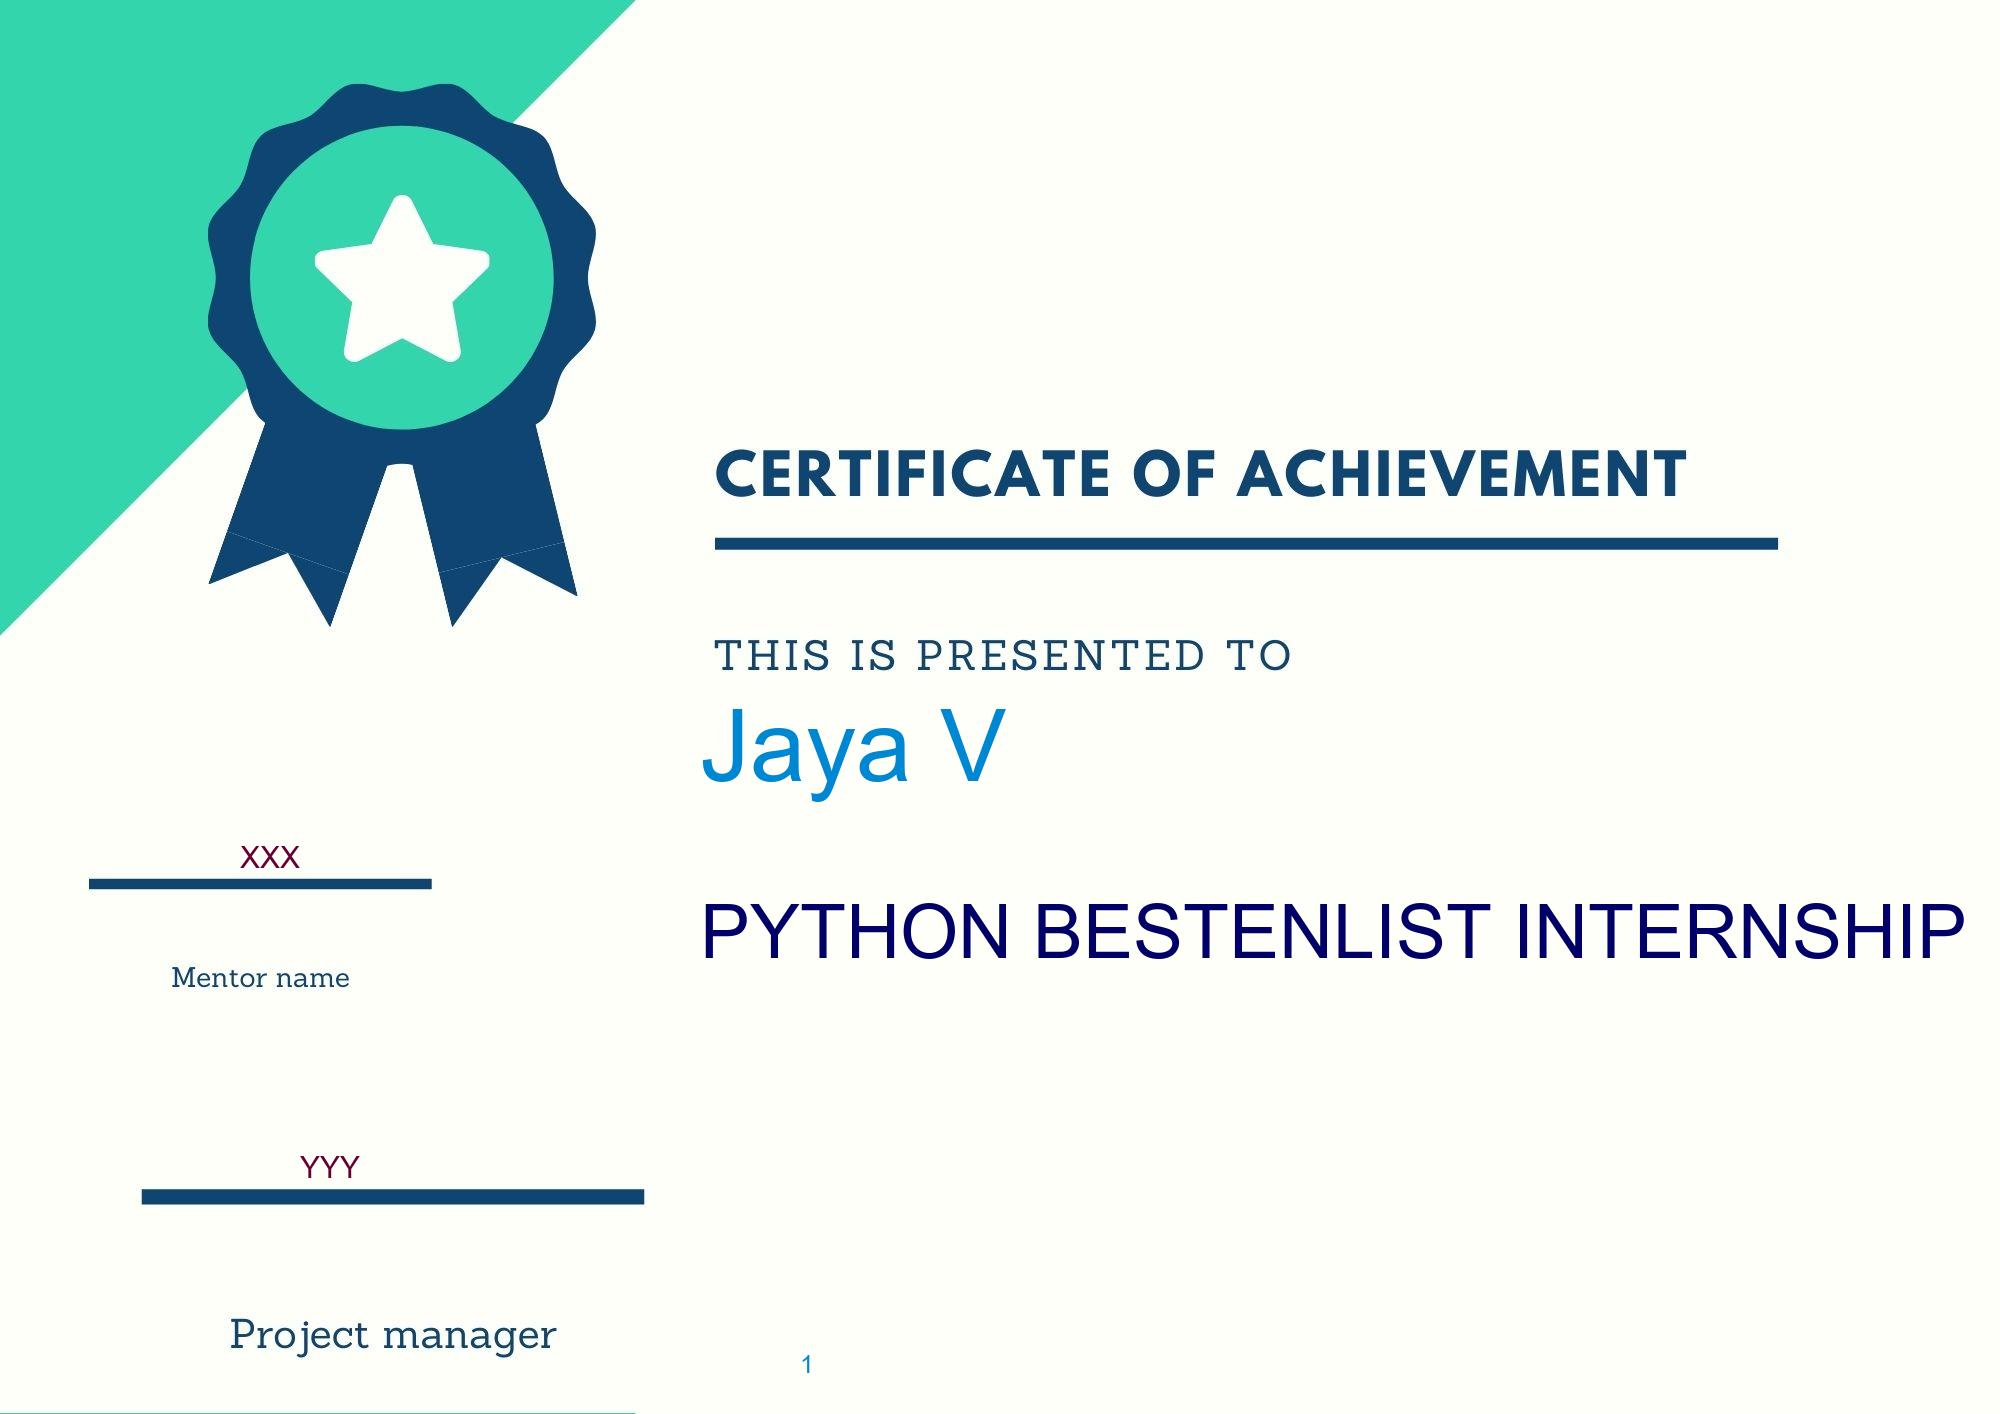 CERTIFICATE OF ACHIEVEMENT
THIS IS PRESENTED TO
Jaya V
PYTHON BESTENLIST INTERNSHIP
XXX
Mentor name
YYY
Project manager
1